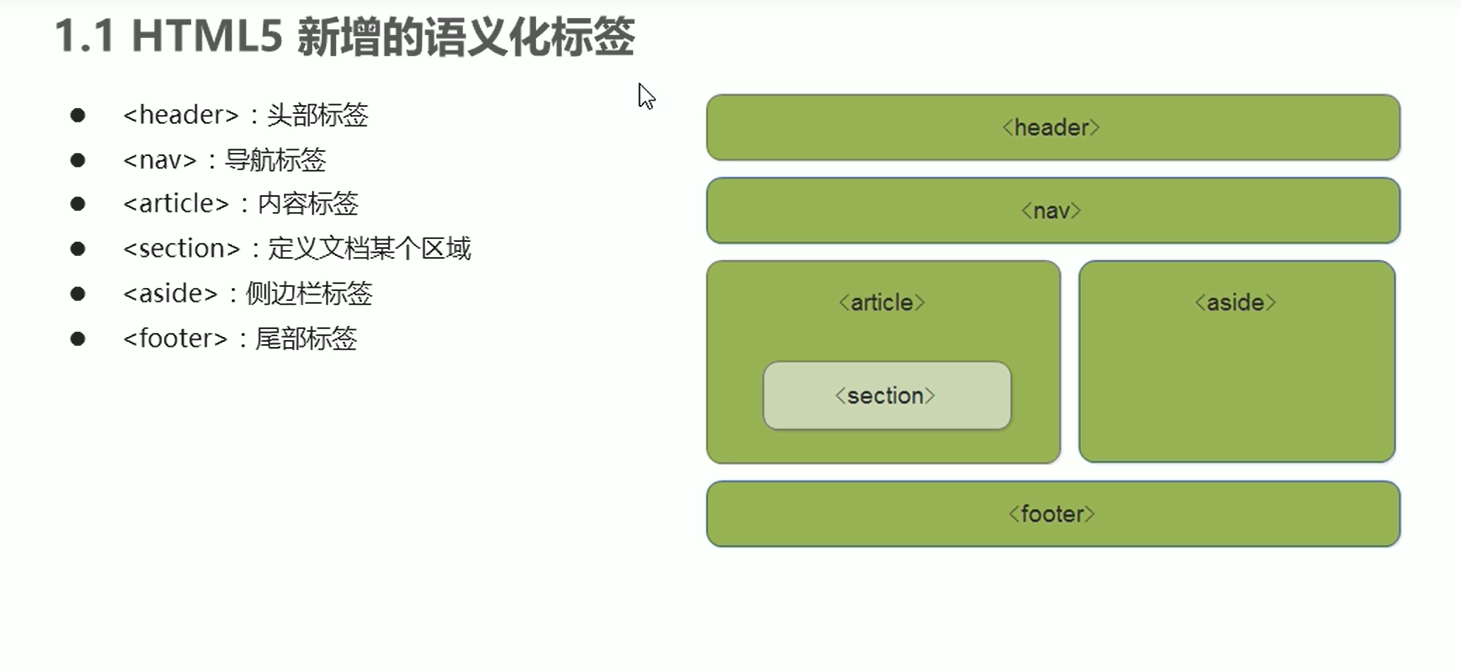 1.1 HTML5 新增的语义化标签
● <header>：头部标签
● <nav>：导航标签
● <article>：内容标签
● <section>：定义文档某个区域
● <aside>：侧边栏标签
● <footer>：尾部标签
<header>
<nav>
<article>
<aside>
<section>
<footer>